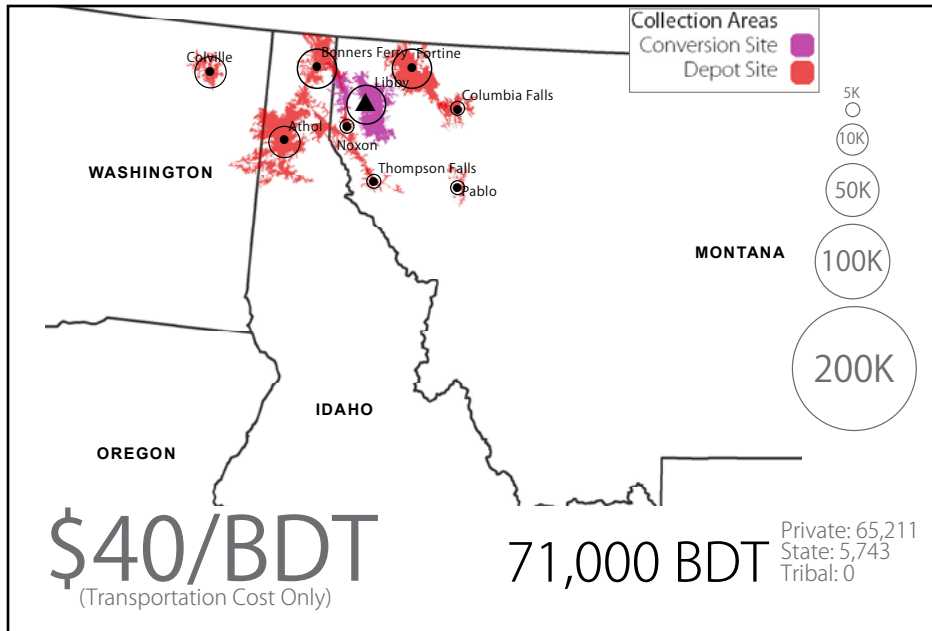 Collection Areas
Conversion Site
Depot Site
Colville
Bonners Ferry
Fortine
Libby
Columbia Falls
Athol
Noxon
Thompson Falls
Pablo
WASHINGTON
MONTANA
IDAHO
OREGON
5K
10K
50K
100K
200K
$40/BDT
(Transportation Cost Only)
71,000 BDT
Private: 65,211
State: 5,743
Tribal: 0